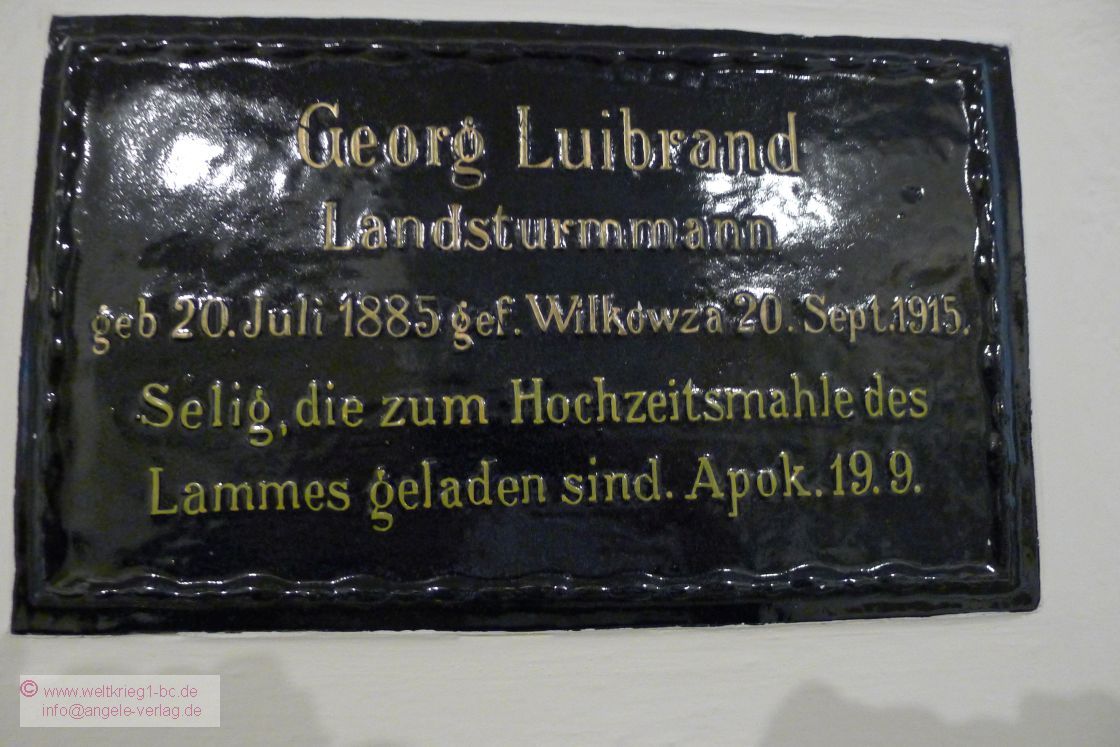 Georg Luibrand
Landsturmmann
geb 20. Juli 1885 gef. Wilkowza 20. Sept. 1915.
Selig, die zum Hochzeitsmahle des
Lammes geladen sind. Apok. 19. 9.
© www.weltkrieg1-bc.de
info@angele-verlag.de